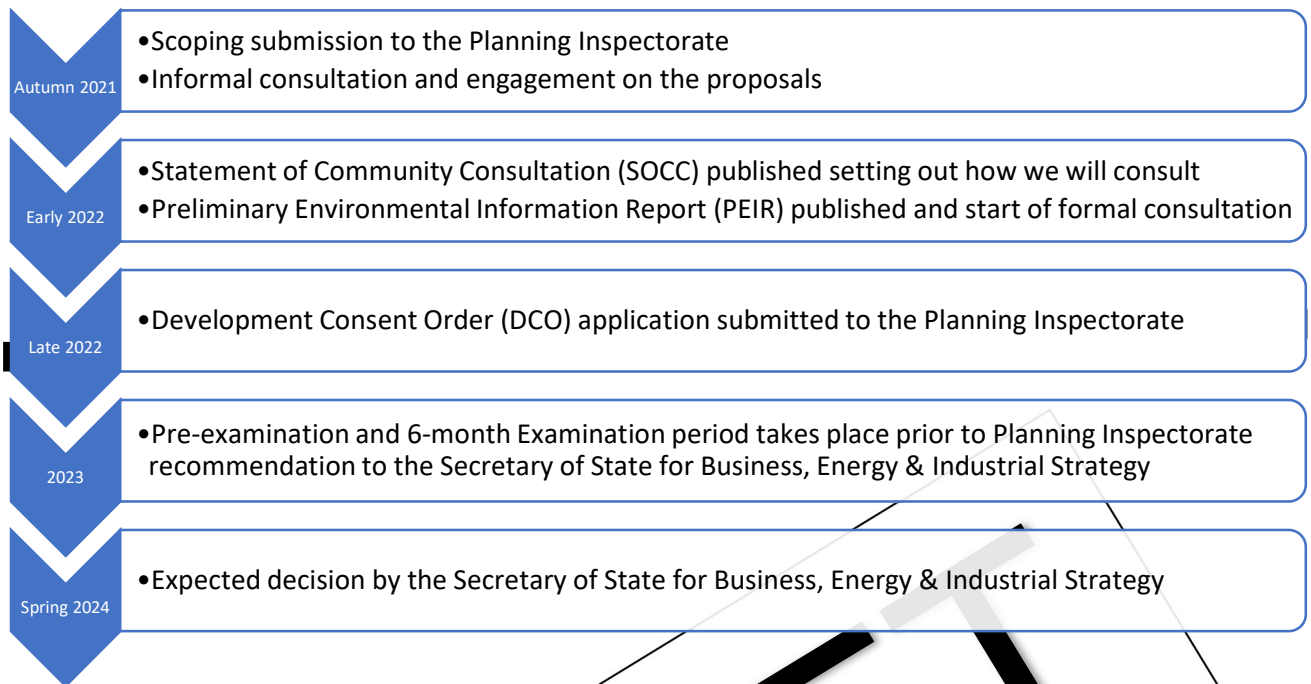 Autumn 2021
•Scoping submission to the Planning Inspectorate
•Informal consultation and engagement on the proposals
Early 2022
•Statement of Community Consultation (SOCC) published setting out how we will consult
•Preliminary Environmental Information Report (PEIR) published and start of formal consultation
Late 2022
•Development Consent Order (DCO) application submitted to the Planning Inspectorate
2023
•Pre-examination and 6-month Examination period takes place prior to Planning Inspectorate
recommendation to the Secretary of State for Business, Energy & Industrial Strategy
Spring 2024
•Expected decision by the Secretary of State for Business, Energy & Industrial Strategy